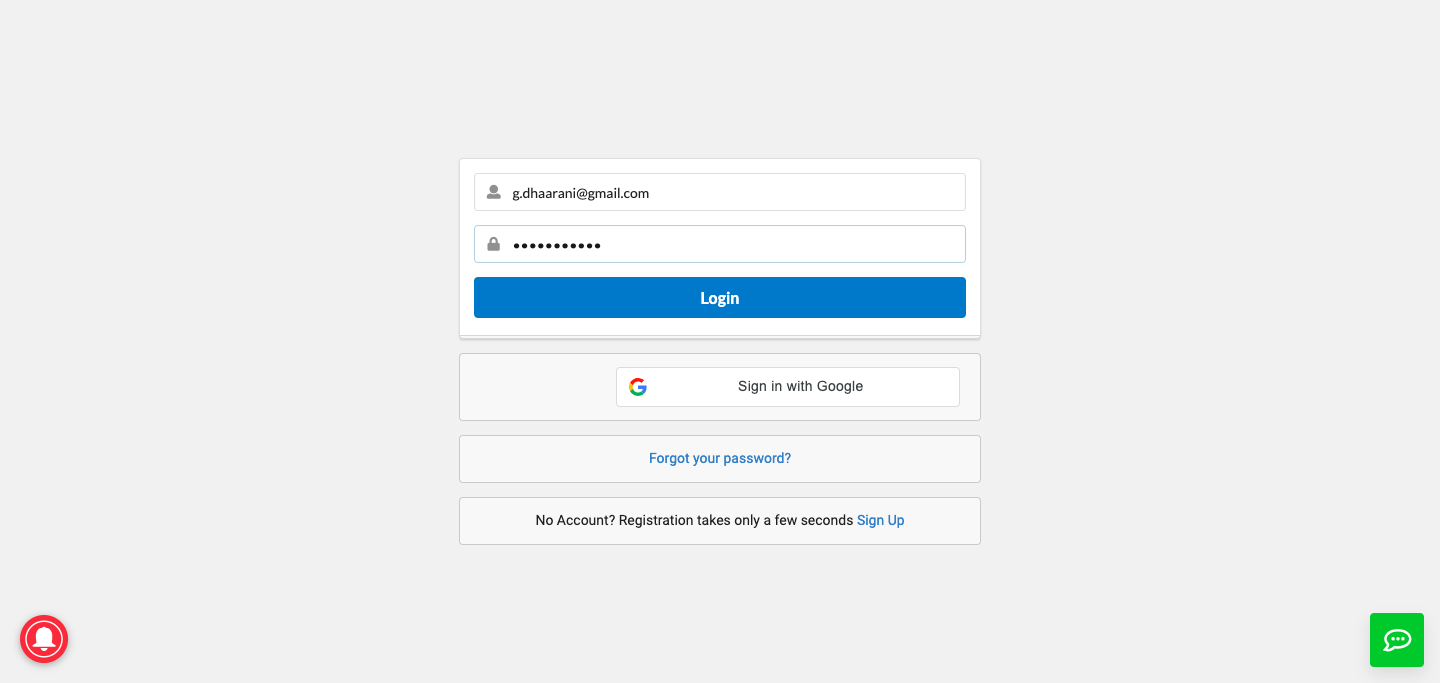 g.dhaarani@gmail.com
•••••••••••
Login
Sign in with Google
Forgot your password?
No Account? Registration takes only a few seconds Sign Up